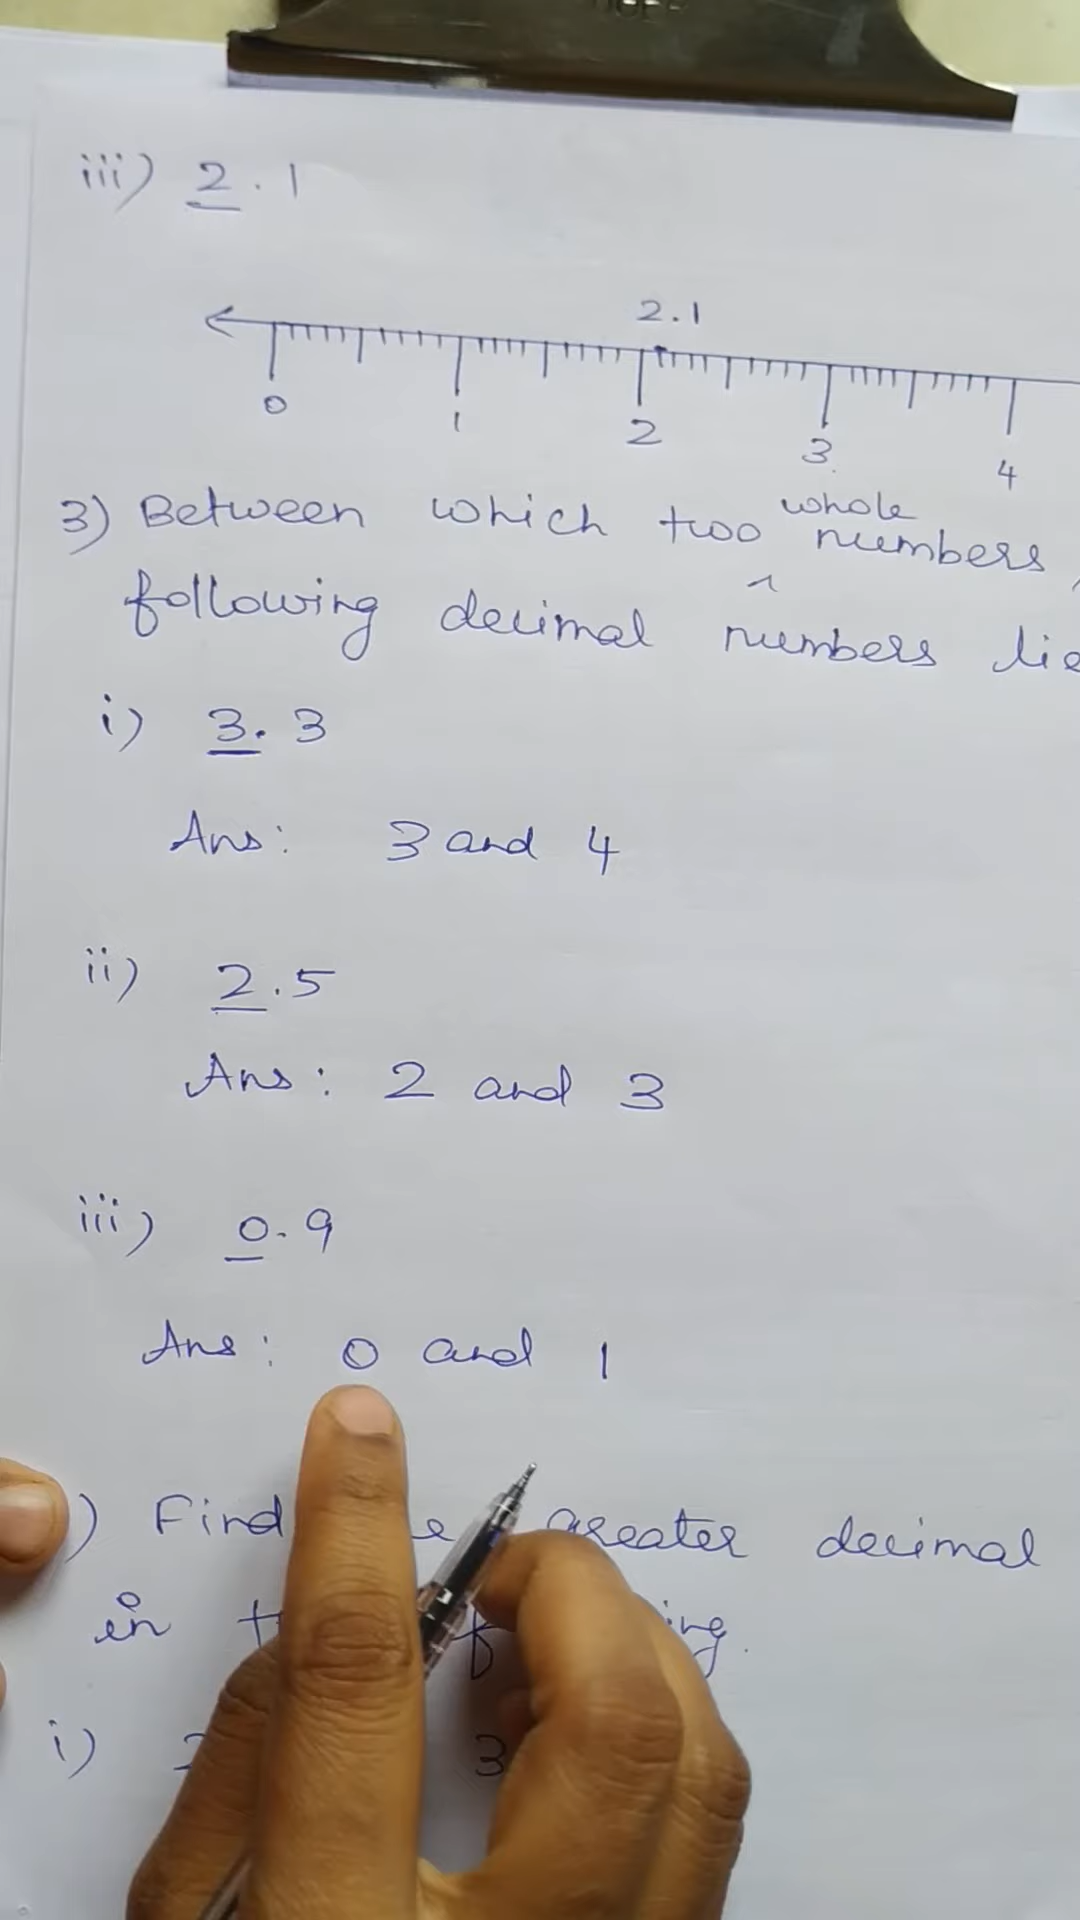 iii) 2.1
2.1
0 1 2 3 4
3) Between which two whole numbers
following decimal numbers lie
i) 3.3
Ans: 3 and 4
ii) 2.5
Ans: 2 and 3
iii) 0.9
Ans: 0 and 1
) Find greater decimal
in
i) 3